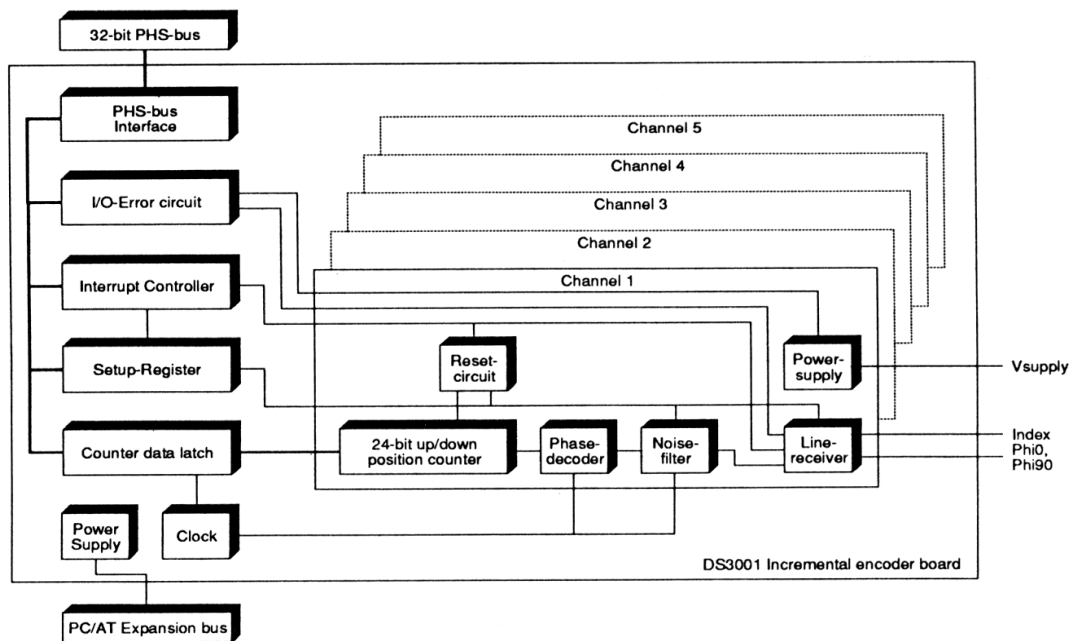 32-bit PHS-bus
PHS-bus
Interface
Channel 5
Channel 4
I/O-Error circuit
Channel 3
Channel 2
Interrupt Controller
Channel 1
Setup-Register
Reset-
circuit
Power-
supply
Vsupply
Counter data latch
24-bit up/down
position counter
Phase-
decoder
Noise-
filter
Line-
receiver
Index
Phi0,
Phi90
Power
Supply
Clock
DS3001 Incremental encoder board
PC/AT Expansion bus